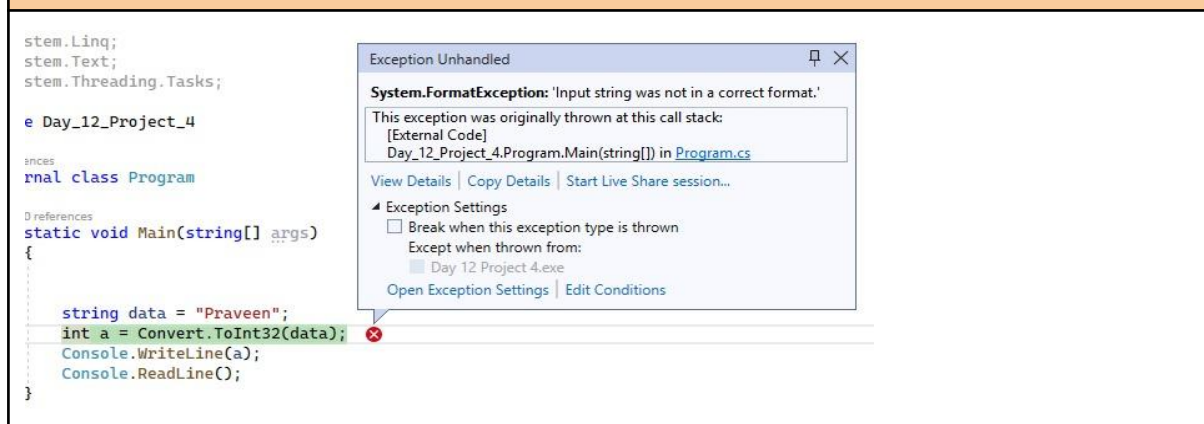 stem.Linq;
stem.Text;
stem.Threading.Tasks;
e Day_12_Project_4
ences
rnal class Program
0 references
static void Main(string[] args)
{
string data = "Praveen";
int a = Convert.ToInt32(data);
Console.WriteLine(a);
Console.ReadLine();
}
Exception Unhandled
System.FormatException: 'Input string was not in a correct format.'
This exception was originally thrown at this call stack:
[External Code]
Day_12_Project_4.Program.Main(string[]) in Program.cs
View Details | Copy Details | Start Live Share session...
Exception Settings
Break when this exception type is thrown
Except when thrown from:
Day 12 Project 4.exe
Open Exception Settings | Edit Conditions